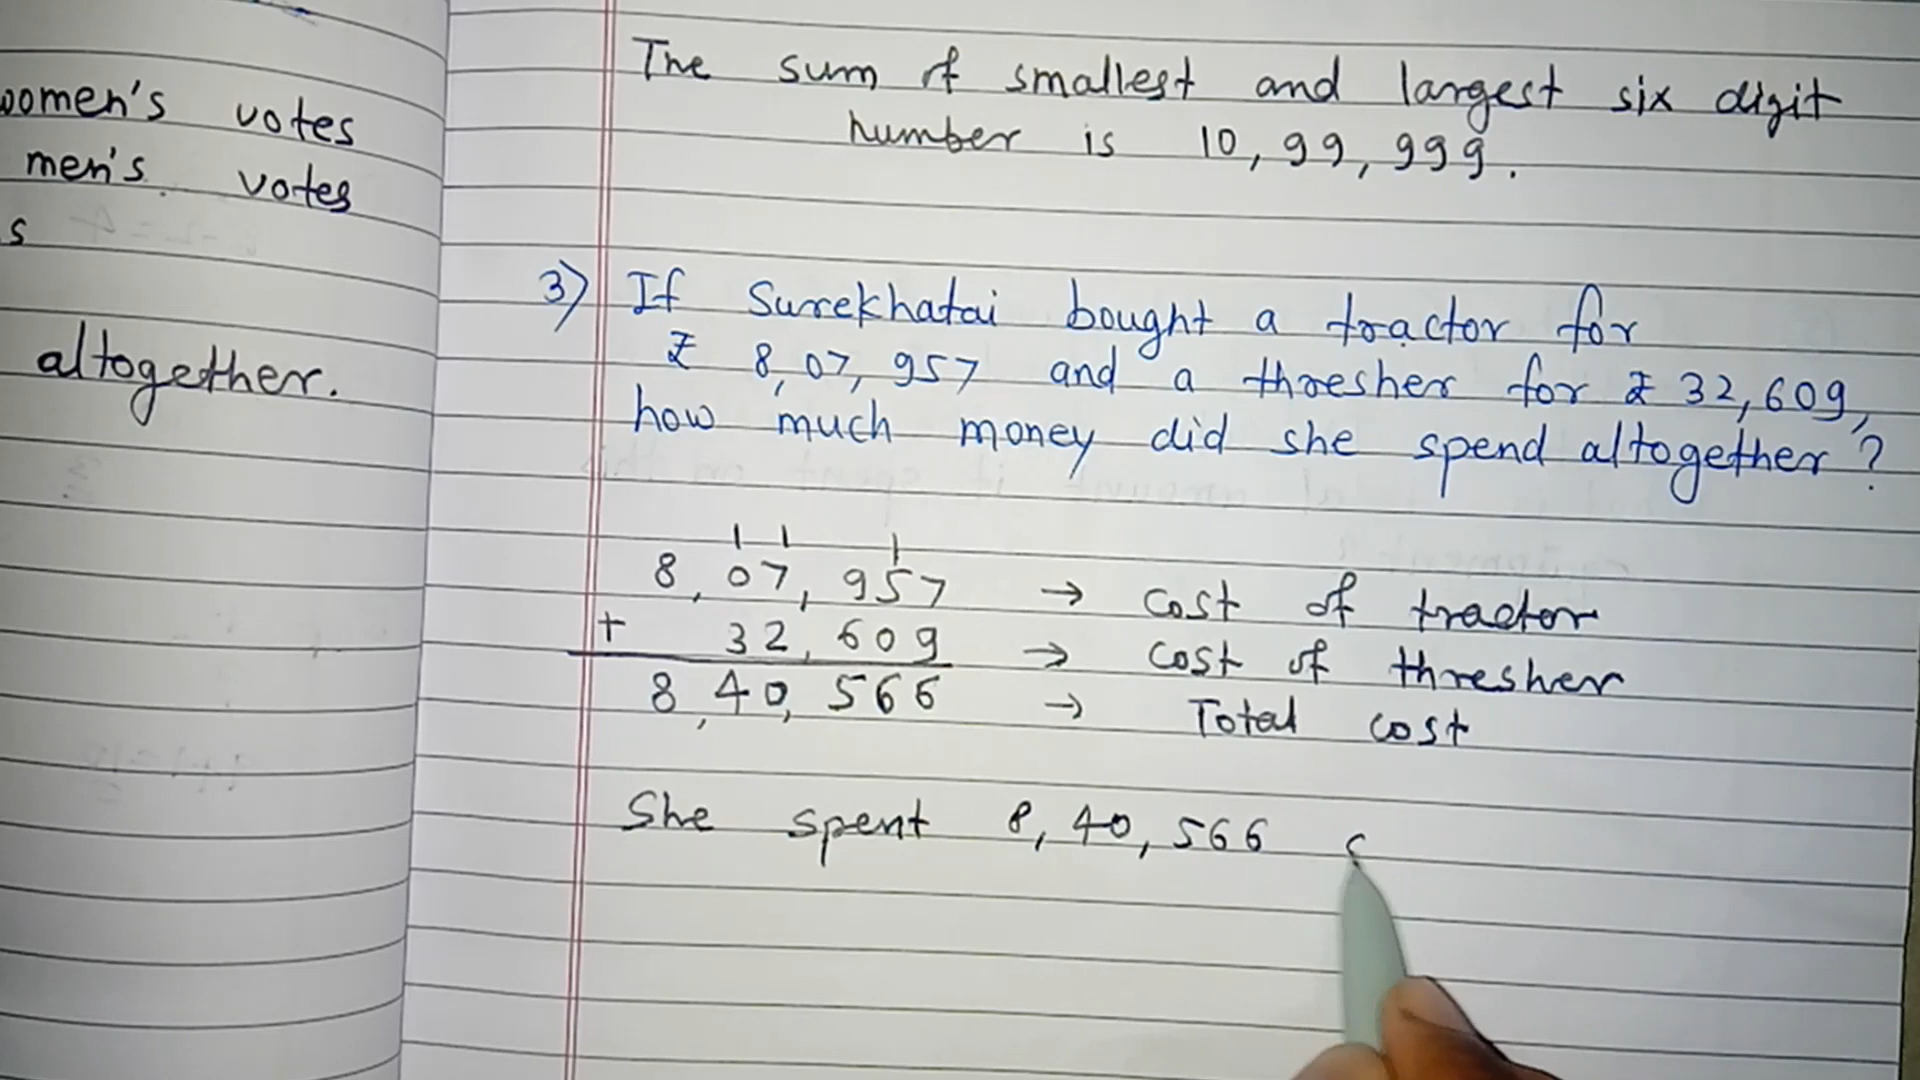 women's votes
men's votes
s
altogether.
The sum of smallest and largest six digit
number is 10,99,999.
3) If Surekhatai bought a tractor for
₹ 8,07,957 and a thresher for ₹ 32,609,
how much money did she spend altogether?
1 1 1
8,07,957 → cost of tractor
+ 32,609 → cost of thresher
8,40,566 → Total cost
She spent 8,40,566